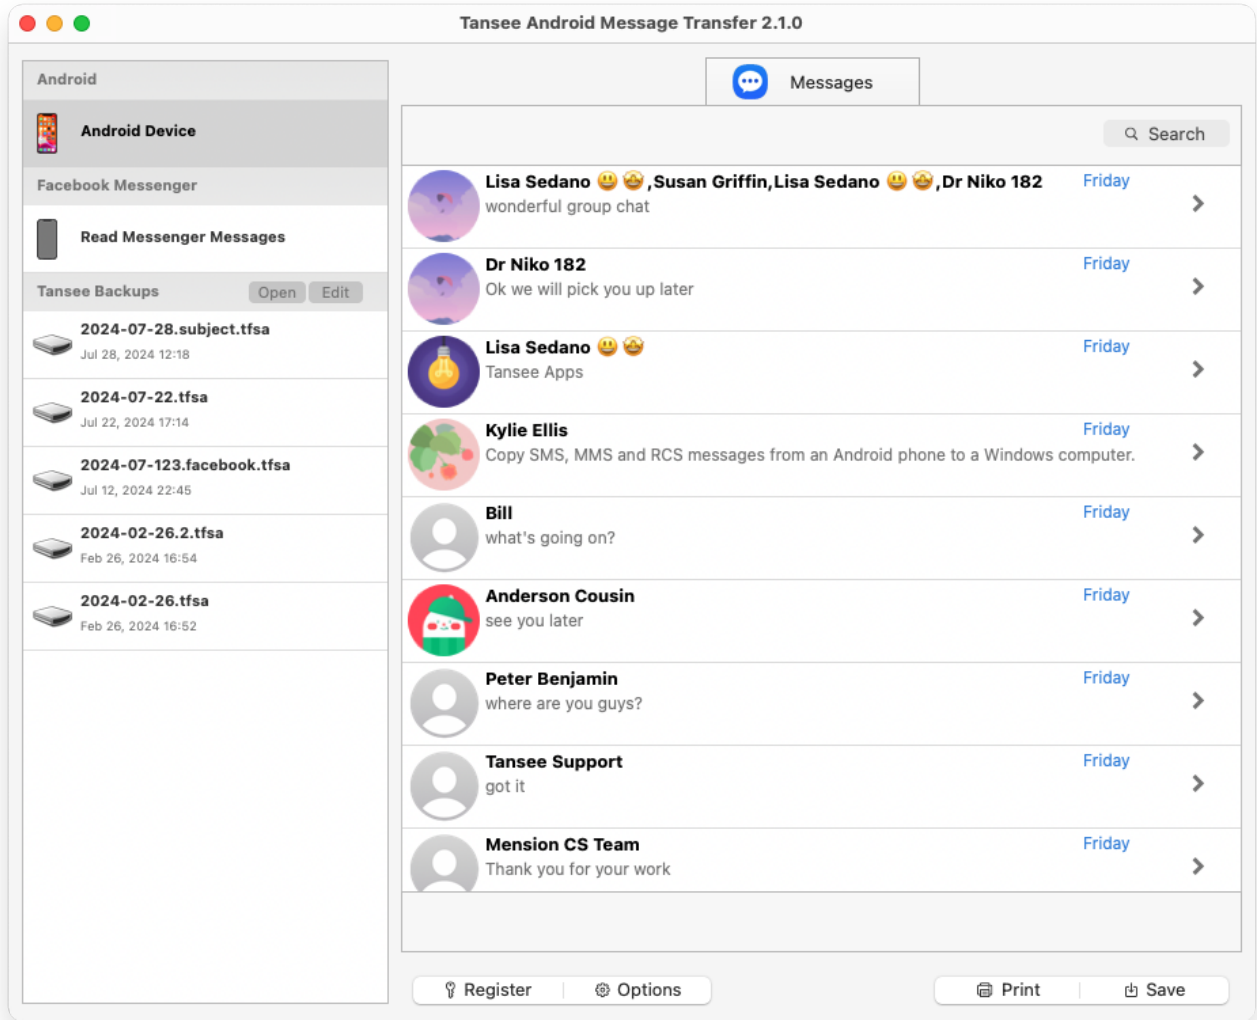 Tansee Android Message Transfer 2.1.0
Android
Android Device
Facebook Messenger
Read Messenger Messages
Tansee Backups Open Edit
2024-07-28.subject.tfsa
Jul 28, 2024 12:18
2024-07-22.tfsa
Jul 22, 2024 17:14
2024-07-123.facebook.tfsa
Jul 12, 2024 22:45
2024-02-26.2.tfsa
Feb 26, 2024 16:54
2024-02-26.tfsa
Feb 26, 2024 16:52
Messages
Search
Lisa Sedano 😃 🤩,Susan Griffin,Lisa Sedano 😃 🤩,Dr Niko 182 Friday
wonderful group chat
Dr Niko 182 Friday
Ok we will pick you up later
Lisa Sedano 😃 🤩 Friday
Tansee Apps
Kylie Ellis Friday
Copy SMS, MMS and RCS messages from an Android phone to a Windows computer.
Bill Friday
what's going on?
Anderson Cousin Friday
see you later
Peter Benjamin Friday
where are you guys?
Tansee Support Friday
got it
Mension CS Team Friday
Thank you for your work
Register Options Print Save